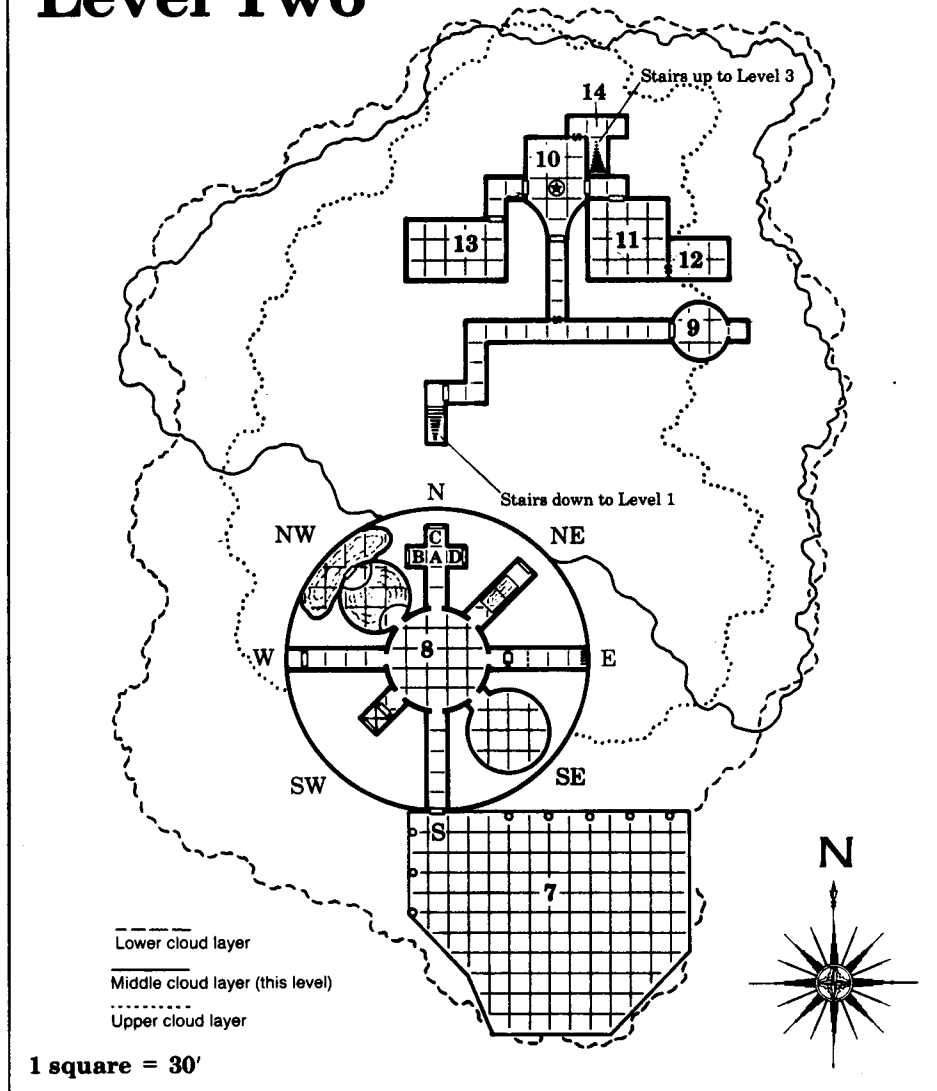 Level Two
Stairs up to Level 3
14
10
13
11
12
9
Stairs down to Level 1
N
NW
NE
C
B A D
8
W
E
SW
SE
S
7
N
Lower cloud layer
Middle cloud layer (this level)
Upper cloud layer
1 square = 30'